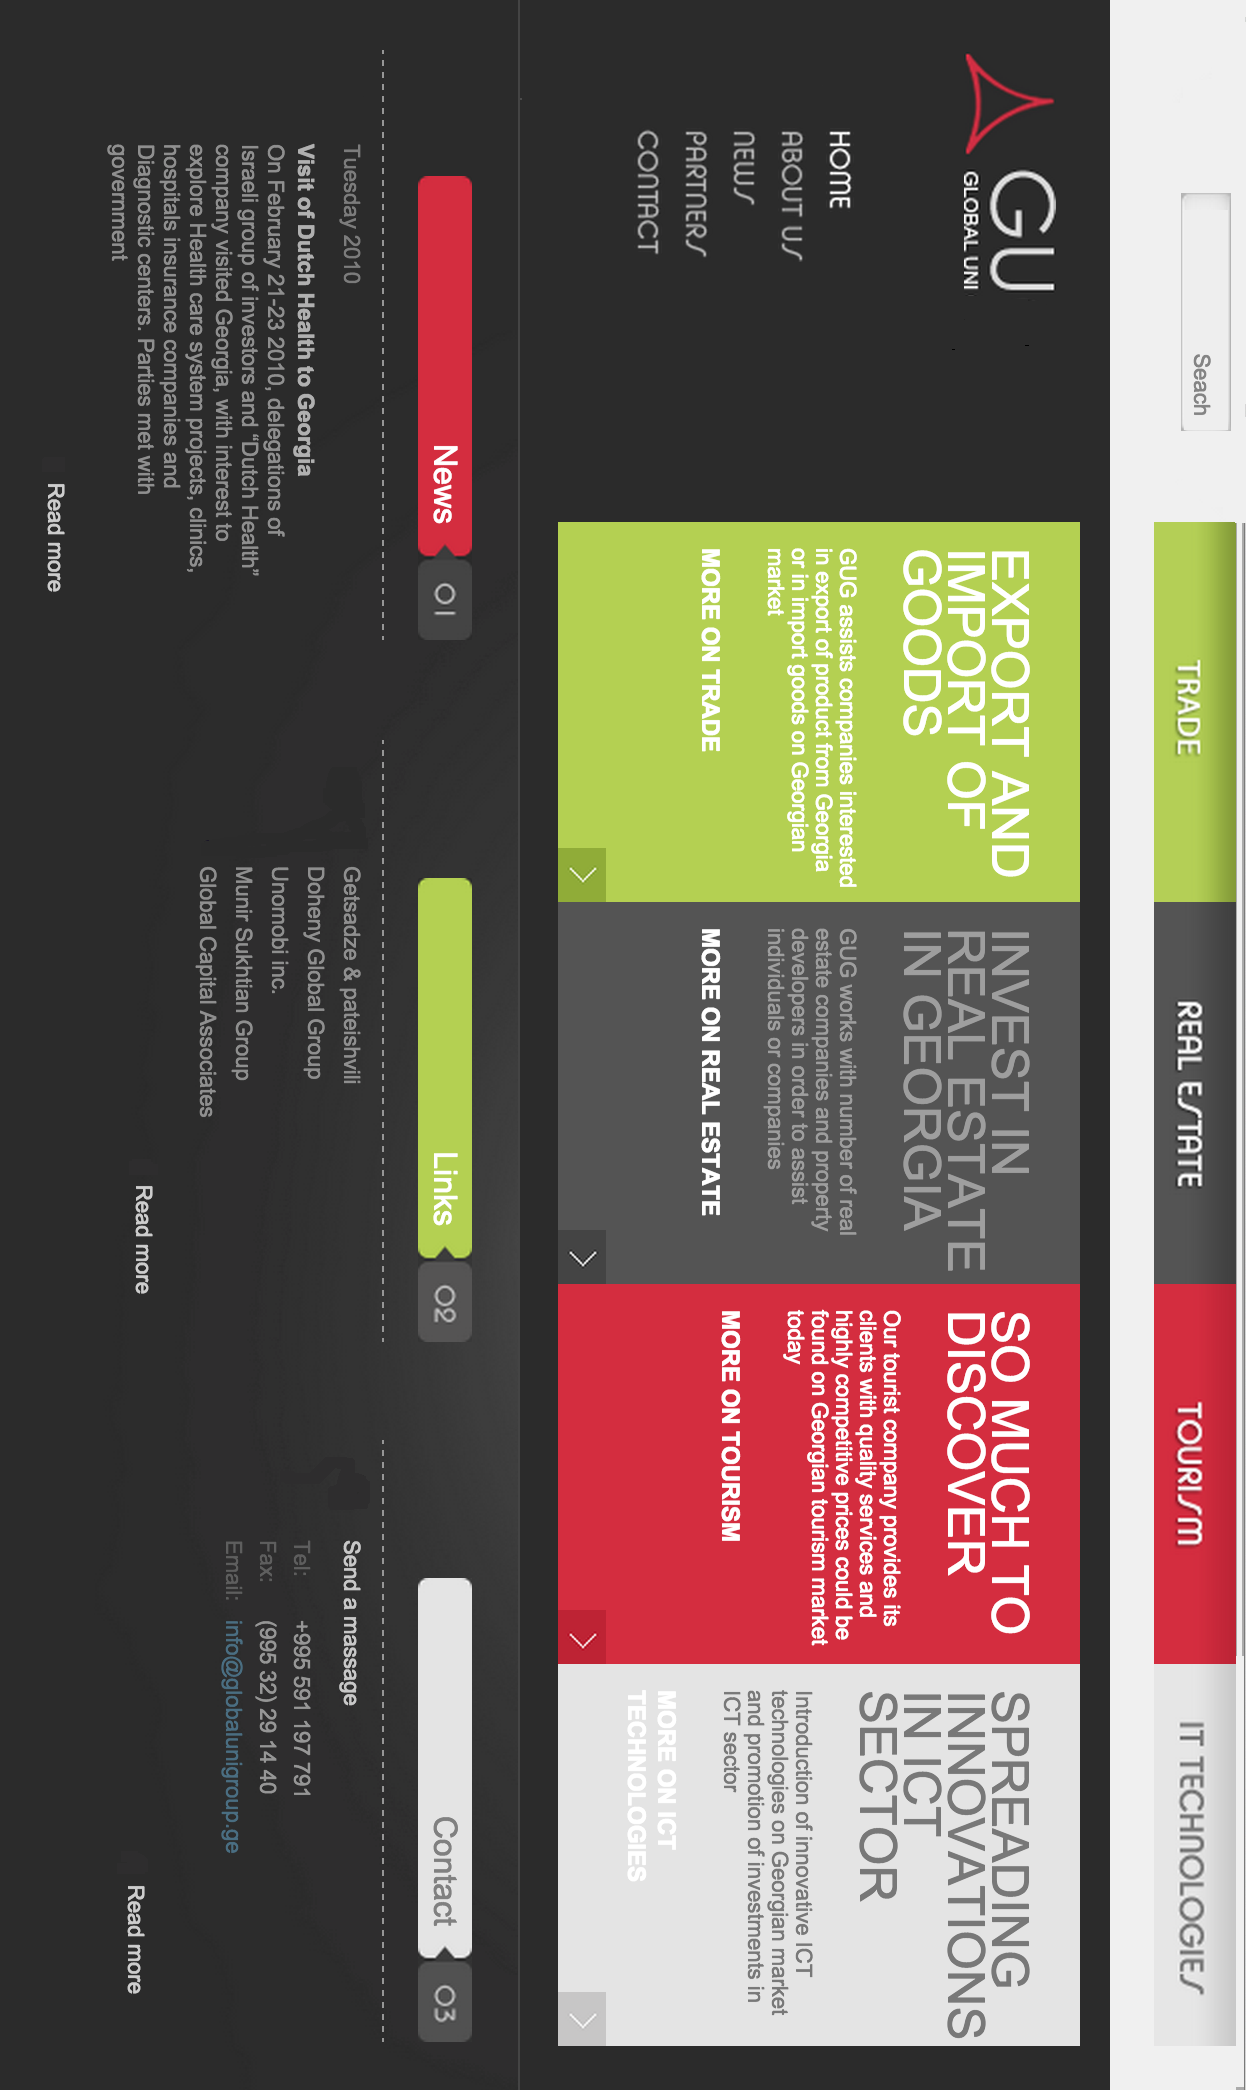 Seach
TRADE
REAL ESTATE
TOURISM
IT TECHNOLOGIES
GU
GLOBAL UNI
HOME
ABOUT US
NEWS
PARTNERS
CONTACT
EXPORT AND
IMPORT OF
GOODS
GUG assists companies interested
in export of product from Georgia
or in import goods on Georgian
market
MORE ON TRADE
INVEST IN
REAL ESTATE
IN GEORGIA
GUG works with number of real
estate companies and property
developers in order to assist
individuals or companies
MORE ON REAL ESTATE
SO MUCH TO
DISCOVER
Our tourist company provides its
clients with quality services and
highly competitive prices could be
found on Georgian tourism market
today
MORE ON TOURISM
SPREADING
INNOVATIONS
IN ICT
SECTOR
Introduction of innovative ICT
technologies on Georgian market
and promotion of investments in
ICT sector
MORE ON ICT
TECHNOLOGIES
News
01
Tuesday 2010
Visit of Dutch Health to Georgia
On February 21-23 2010, delegations of
Israeli group of investors and “Dutch Health”
company visited Georgia, with interest to
explore Health care system projects, clinics,
hospitals insurance companies and
Diagnostic centers. Parties met with
government
Read more
Links
02
Getsadze & pateishvili
Doheny Global Group
Unomobi inc.
Munir Sukhtian Group
Global Capital Associates
Read more
Contact
03
Send a massage
Tel: +995 591 197 791
Fax: (995 32) 29 14 40
Email: info@globalunigroup.ge
Read more